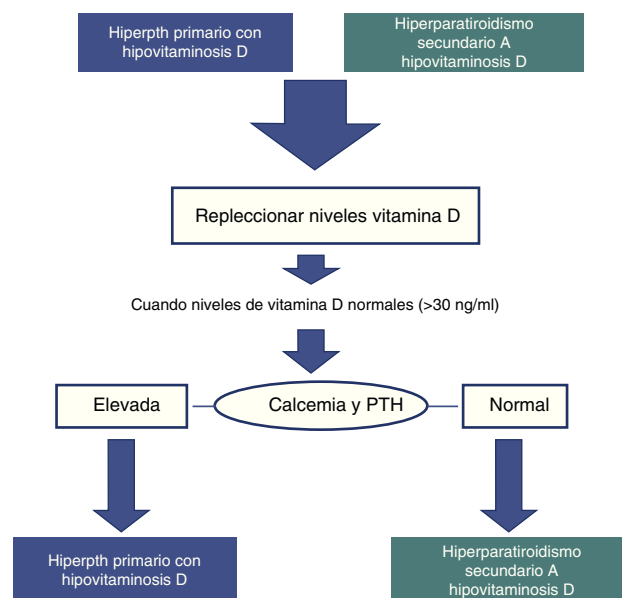 Hiperpth primario con
hipovitaminosis D
Hiperparatiroidismo
secundario A
hipovitaminosis D
Repleccionar niveles vitamina D
Cuando niveles de vitamina D normales (>30 ng/ml)
Elevada
Calcemia y PTH
Normal
Hiperpth primario con
hipovitaminosis D
Hiperparatiroidismo
secundario A
hipovitaminosis D